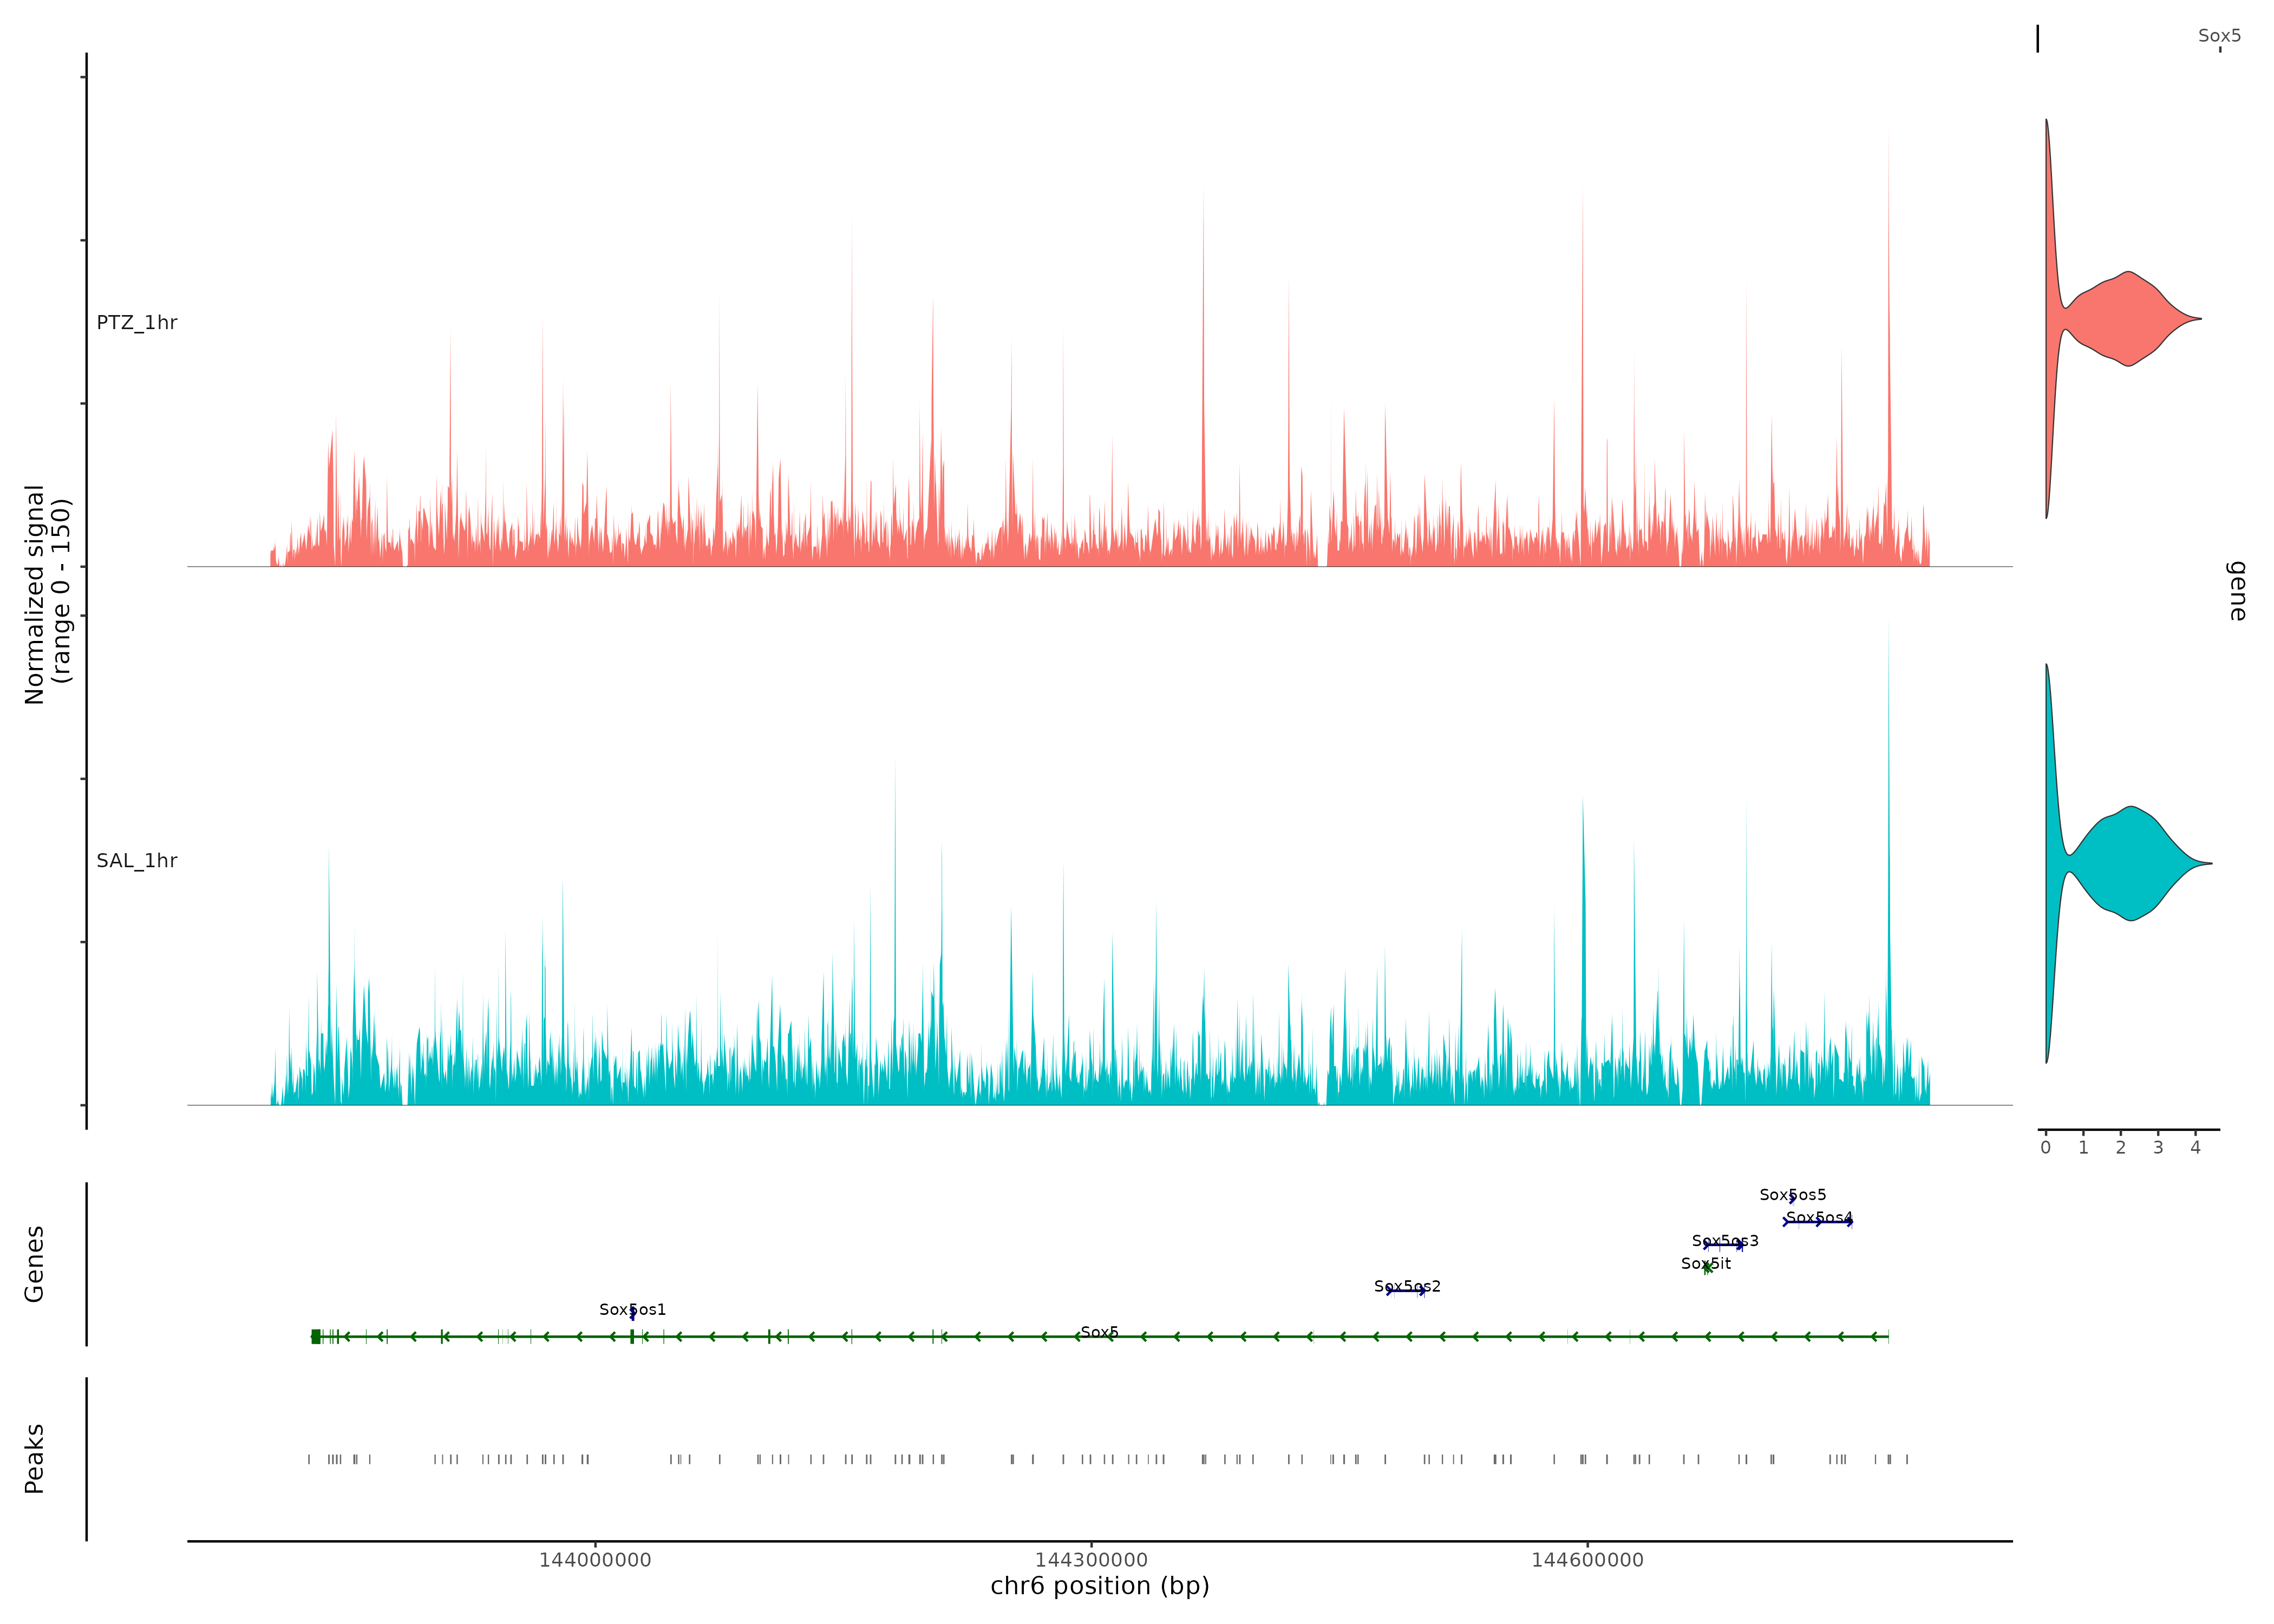 Sox5
Normalized signal
(range 0 - 150)
PTZ_1hr
SAL_1hr
gene
0 1 2 3 4
Genes
Sox5os5
Sox5os4
Sox5os3
Sox5it
Sox5os2
Sox5os1
Sox5
Peaks
144000000 144300000 144600000
chr6 position (bp)